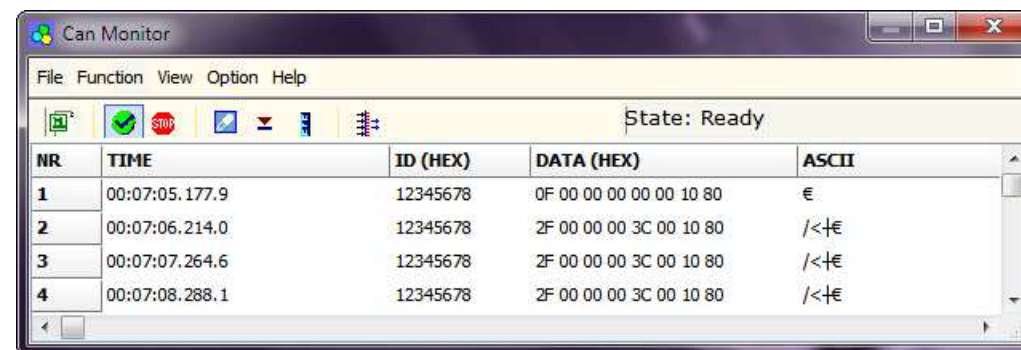 Can Monitor
File Function View Option Help
STOP State: Ready
NR TIME ID (HEX) DATA (HEX) ASCII
1 00:07:05.177.9 12345678 0F 00 00 00 00 00 10 80 €
2 00:07:06.214.0 12345678 2F 00 00 00 3C 00 10 80 /<┼€
3 00:07:07.264.6 12345678 2F 00 00 00 3C 00 10 80 /<┼€
4 00:07:08.288.1 12345678 2F 00 00 00 3C 00 10 80 /<┼€